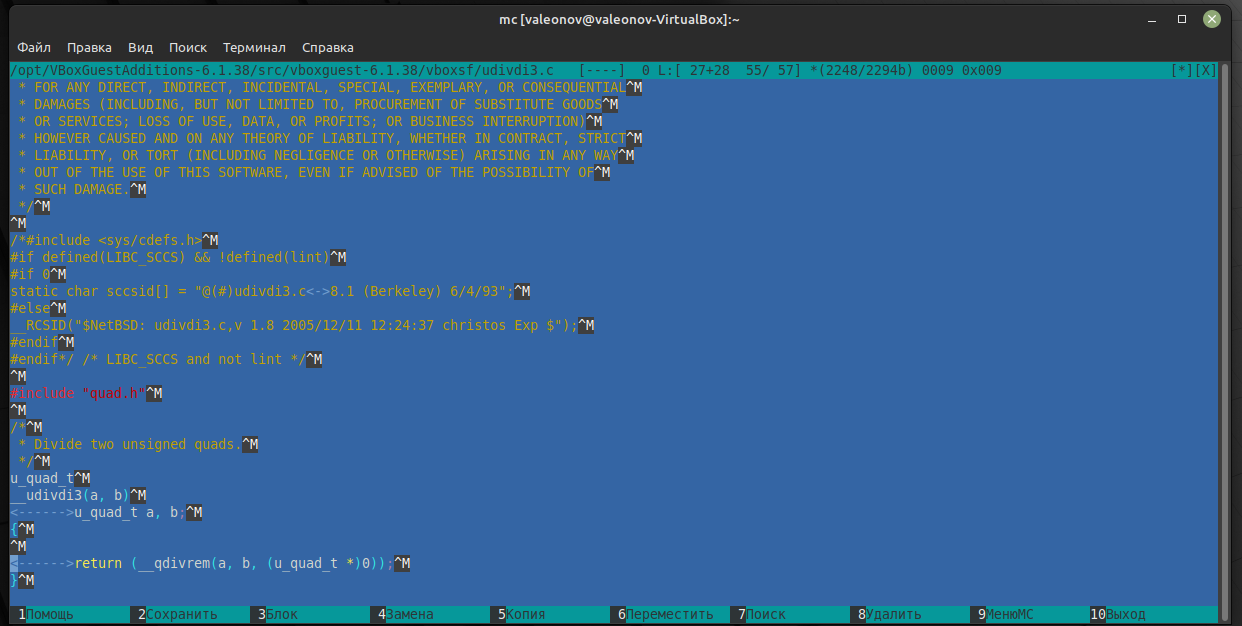 mc [valeonov@valeonov-VirtualBox]:~
Файл Правка Вид Поиск Терминал Справка
/opt/VBoxGuestAdditions-6.1.38/src/vboxguest-6.1.38/vboxsf/udivdi3.c [----] 0 L:[ 27+28 55/ 57] *(2248/2294b) 0009 0x009 [*][X]
 * FOR ANY DIRECT, INDIRECT, INCIDENTAL, SPECIAL, EXEMPLARY, OR CONSEQUENTIAL^M
 * DAMAGES (INCLUDING, BUT NOT LIMITED TO, PROCUREMENT OF SUBSTITUTE GOODS^M
 * OR SERVICES; LOSS OF USE, DATA, OR PROFITS; OR BUSINESS INTERRUPTION)^M
 * HOWEVER CAUSED AND ON ANY THEORY OF LIABILITY, WHETHER IN CONTRACT, STRICT^M
 * LIABILITY, OR TORT (INCLUDING NEGLIGENCE OR OTHERWISE) ARISING IN ANY WAY^M
 * OUT OF THE USE OF THIS SOFTWARE, EVEN IF ADVISED OF THE POSSIBILITY OF^M
 * SUCH DAMAGE.^M
 */^M
^M
/*#include <sys/cdefs.h>^M
#if defined(LIBC_SCCS) && !defined(lint)^M
#if 0^M
static char sccsid[] = "@(#)udivdi3.c<->8.1 (Berkeley) 6/4/93";^M
#else^M
__RCSID("$NetBSD: udivdi3.c,v 1.8 2005/12/11 12:24:37 christos Exp $");^M
#endif^M
#endif*/ /* LIBC_SCCS and not lint */^M
^M
#include "quad.h"^M
^M
/*^M
 * Divide two unsigned quads.^M
 */^M
u_quad_t^M
__udivdi3(a, b)^M
<------>u_quad_t a, b;^M
{^M
^M
<------>return (__qdivrem(a, b, (u_quad_t *)0));^M
}^M
1Помощь 2Сохранить 3Блок 4Замена 5Копия 6Переместить 7Поиск 8Удалить 9МенюMC 10Выход